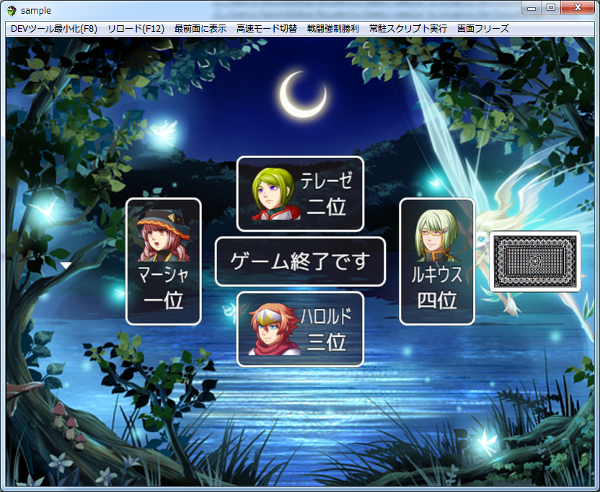 sample
DEVツール最小化(F8) リロード(F12) 最前面に表示 高速モード切替 戦闘強制勝利 常駐スクリプト実行 画面フリーズ
テレーゼ
二位
マーシャ
一位
ゲーム終了です
ルキウス
四位
ハロルド
三位